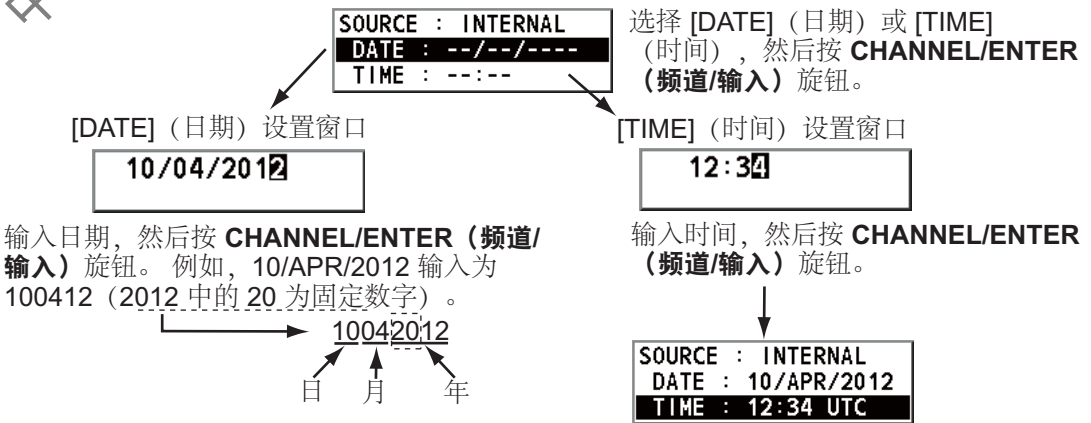 SOURCE : INTERNAL
DATE : --/--/----
TIME : --:--
选择 [DATE]（日期）或 [TIME]
（时间）, 然后按 CHANNEL/ENTER
（频道/输入）旋钮。
[DATE]（日期）设置窗口
10/04/2012
输入日期, 然后按 CHANNEL/ENTER（频道/
输入）旋钮。 例如, 10/APR/2012 输入为
100412（2012 中的 20 为固定数字）。
10042012
日 月 年
[TIME]（时间）设置窗口
12:34
输入时间, 然后按 CHANNEL/ENTER
（频道/输入）旋钮。
SOURCE : INTERNAL
DATE : 10/APR/2012
TIME : 12:34 UTC